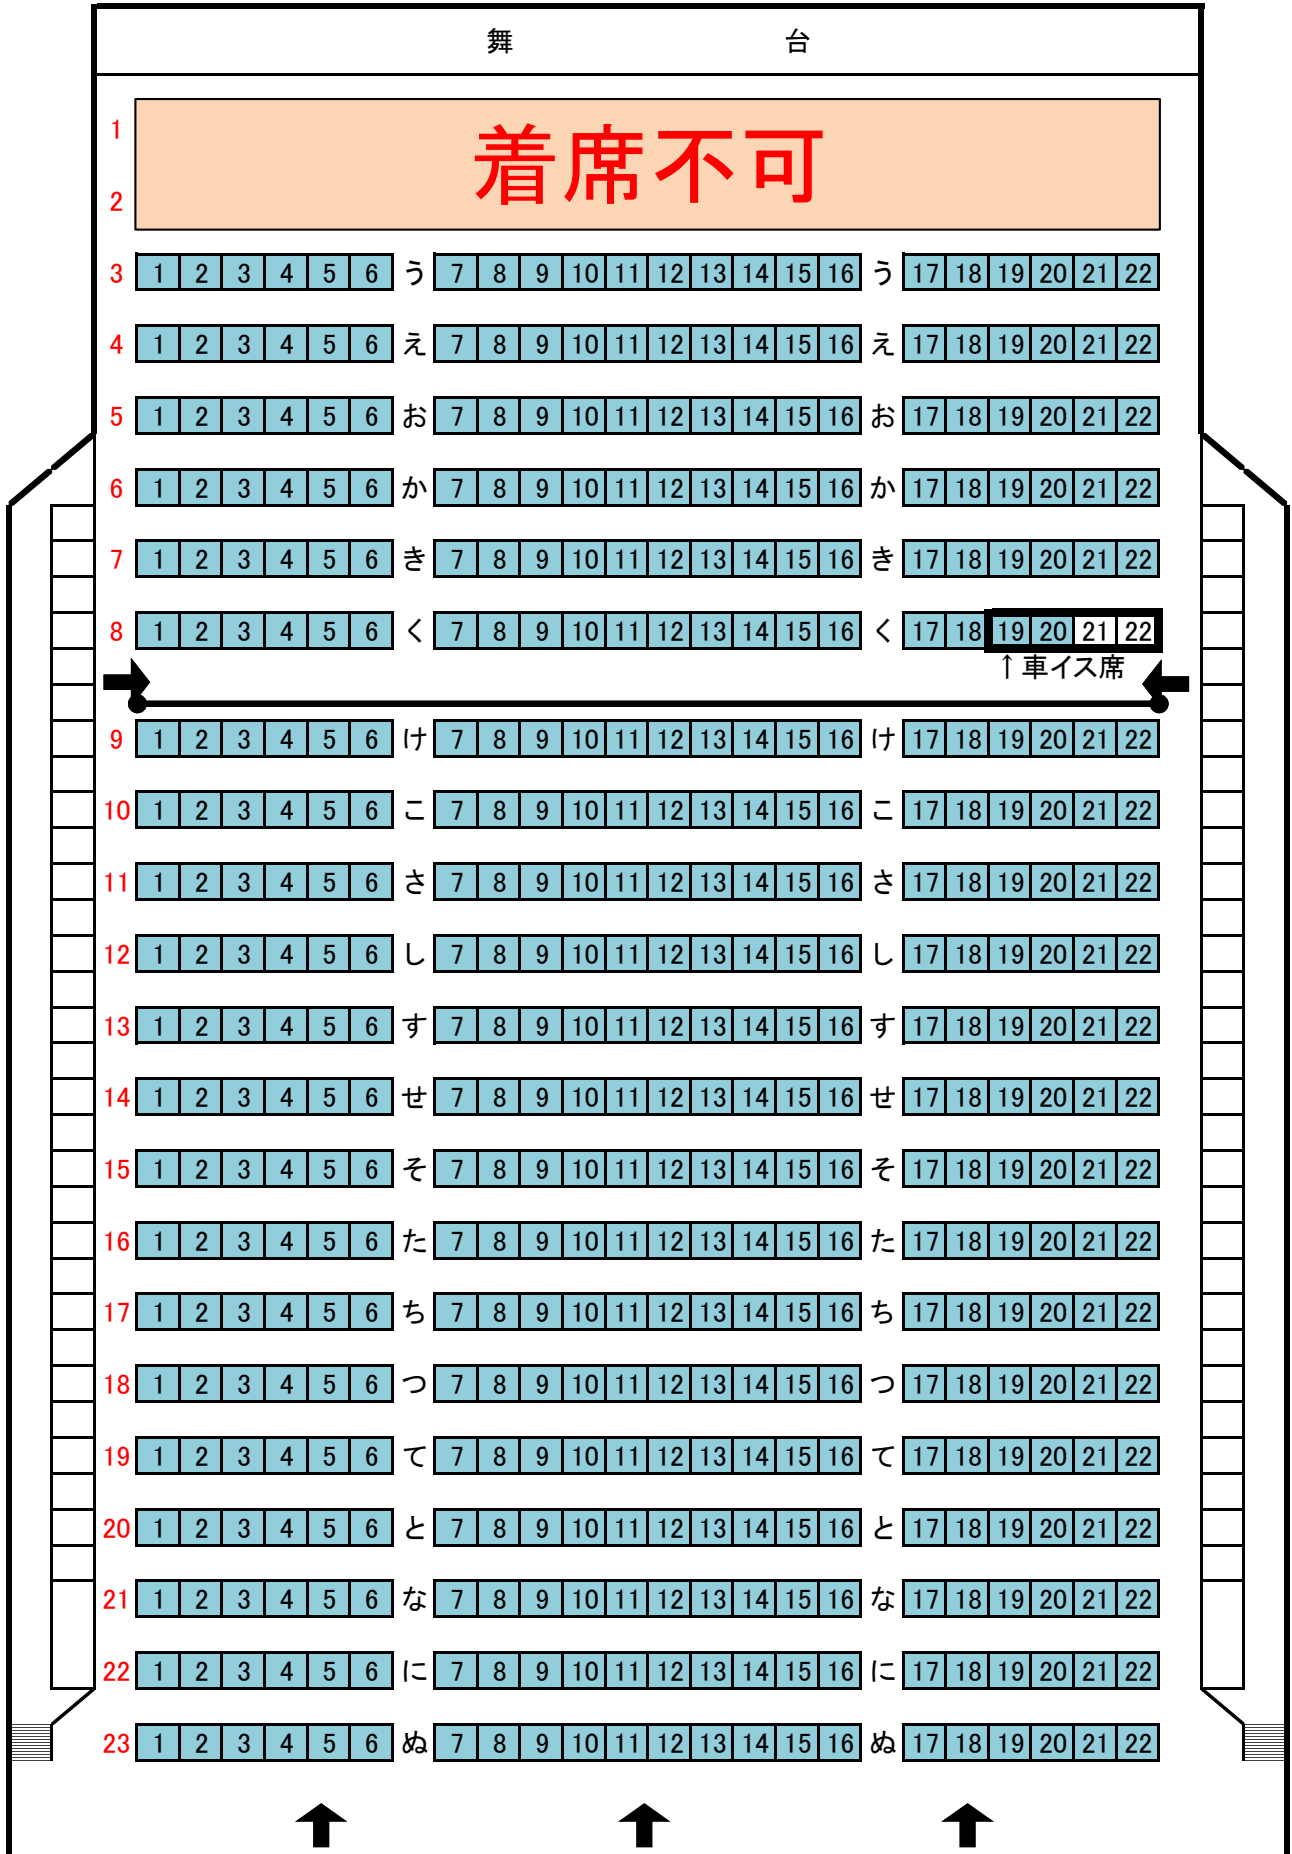 舞 台
1
着席不可
2
3 1 2 3 4 5 6 う 7 8 9 10 11 12 13 14 15 16 う 17 18 19 20 21 22
4 1 2 3 4 5 6 え 7 8 9 10 11 12 13 14 15 16 え 17 18 19 20 21 22
5 1 2 3 4 5 6 お 7 8 9 10 11 12 13 14 15 16 お 17 18 19 20 21 22
6 1 2 3 4 5 6 か 7 8 9 10 11 12 13 14 15 16 か 17 18 19 20 21 22
7 1 2 3 4 5 6 き 7 8 9 10 11 12 13 14 15 16 き 17 18 19 20 21 22
8 1 2 3 4 5 6 く 7 8 9 10 11 12 13 14 15 16 く 17 18 19 20 21 22
↑車イス席
9 1 2 3 4 5 6 け 7 8 9 10 11 12 13 14 15 16 け 17 18 19 20 21 22
10 1 2 3 4 5 6 こ 7 8 9 10 11 12 13 14 15 16 こ 17 18 19 20 21 22
11 1 2 3 4 5 6 さ 7 8 9 10 11 12 13 14 15 16 さ 17 18 19 20 21 22
12 1 2 3 4 5 6 し 7 8 9 10 11 12 13 14 15 16 し 17 18 19 20 21 22
13 1 2 3 4 5 6 す 7 8 9 10 11 12 13 14 15 16 す 17 18 19 20 21 22
14 1 2 3 4 5 6 せ 7 8 9 10 11 12 13 14 15 16 せ 17 18 19 20 21 22
15 1 2 3 4 5 6 そ 7 8 9 10 11 12 13 14 15 16 そ 17 18 19 20 21 22
16 1 2 3 4 5 6 た 7 8 9 10 11 12 13 14 15 16 た 17 18 19 20 21 22
17 1 2 3 4 5 6 ち 7 8 9 10 11 12 13 14 15 16 ち 17 18 19 20 21 22
18 1 2 3 4 5 6 つ 7 8 9 10 11 12 13 14 15 16 つ 17 18 19 20 21 22
19 1 2 3 4 5 6 て 7 8 9 10 11 12 13 14 15 16 て 17 18 19 20 21 22
20 1 2 3 4 5 6 と 7 8 9 10 11 12 13 14 15 16 と 17 18 19 20 21 22
21 1 2 3 4 5 6 な 7 8 9 10 11 12 13 14 15 16 な 17 18 19 20 21 22
22 1 2 3 4 5 6 に 7 8 9 10 11 12 13 14 15 16 に 17 18 19 20 21 22
23 1 2 3 4 5 6 ぬ 7 8 9 10 11 12 13 14 15 16 ぬ 17 18 19 20 21 22